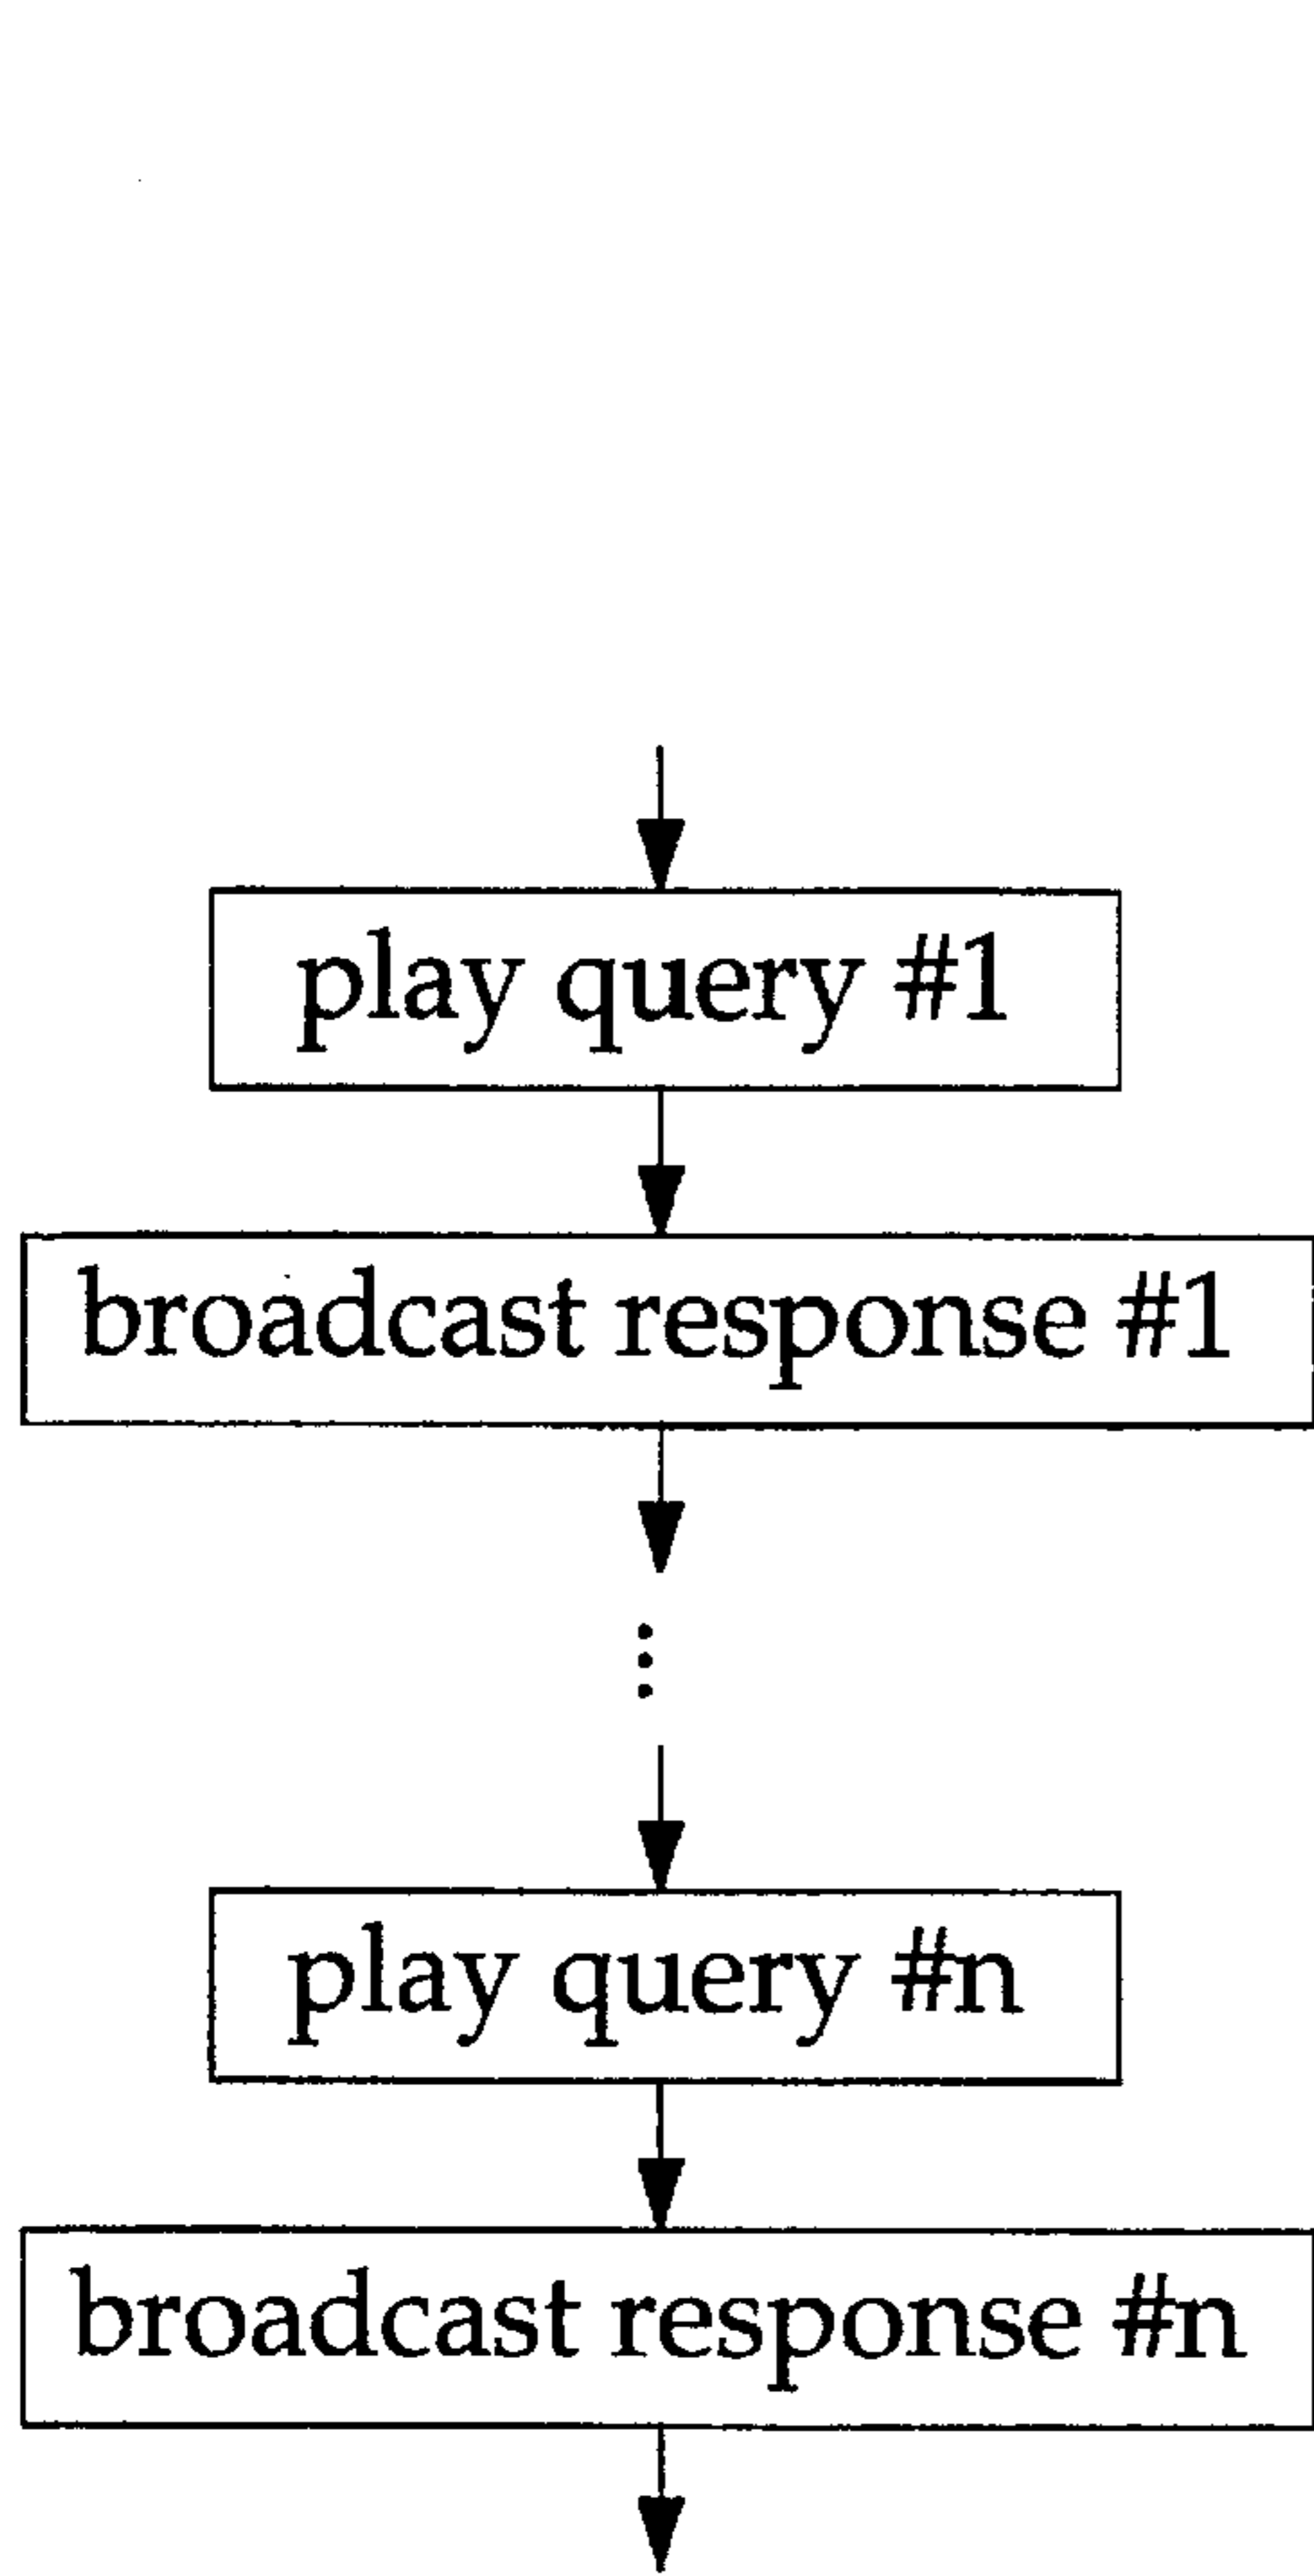 play query #1
broadcast response #1
⋮
play query #n
broadcast response #n